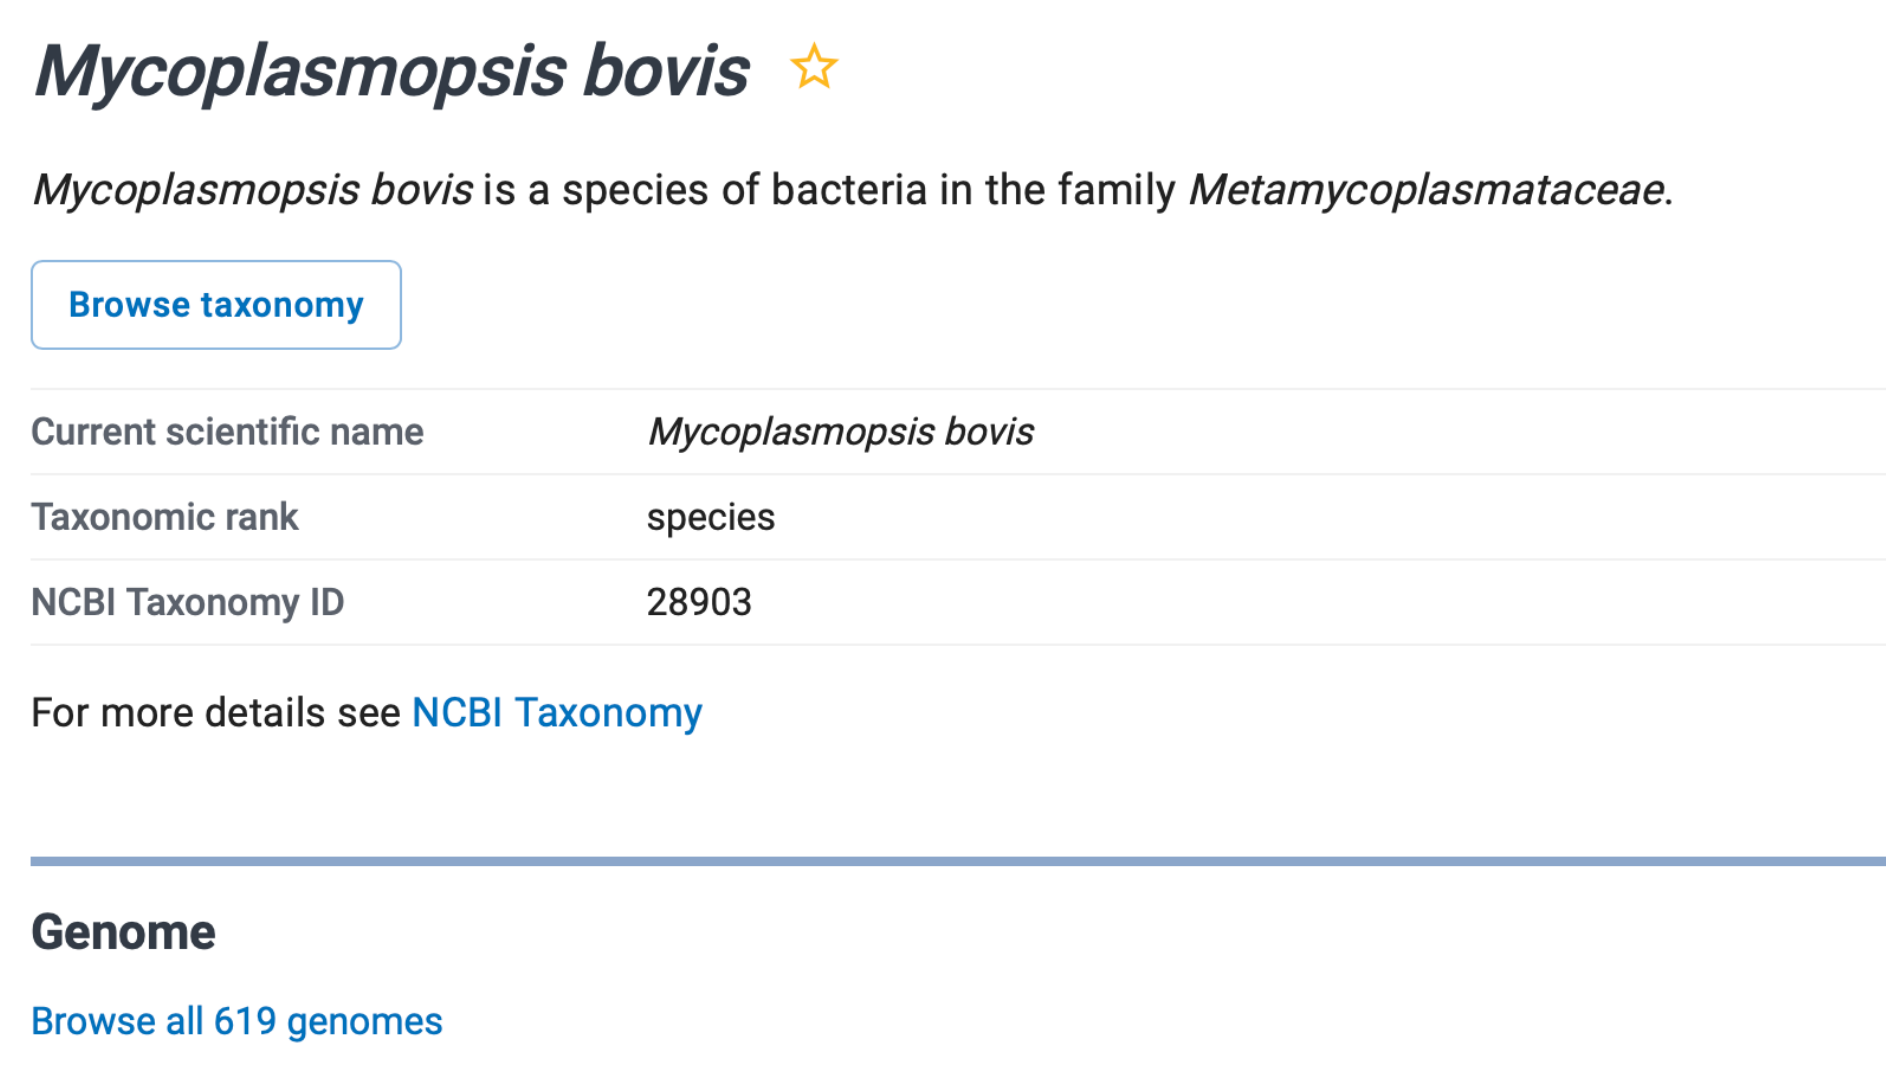 Mycoplasmopsis bovis
Mycoplasmopsis bovis is a species of bacteria in the family Metamycoplasmataceae.
Browse taxonomy
Current scientific name Mycoplasmopsis bovis
Taxonomic rank species
NCBI Taxonomy ID 28903
For more details see NCBI Taxonomy
Genome
Browse all 619 genomes